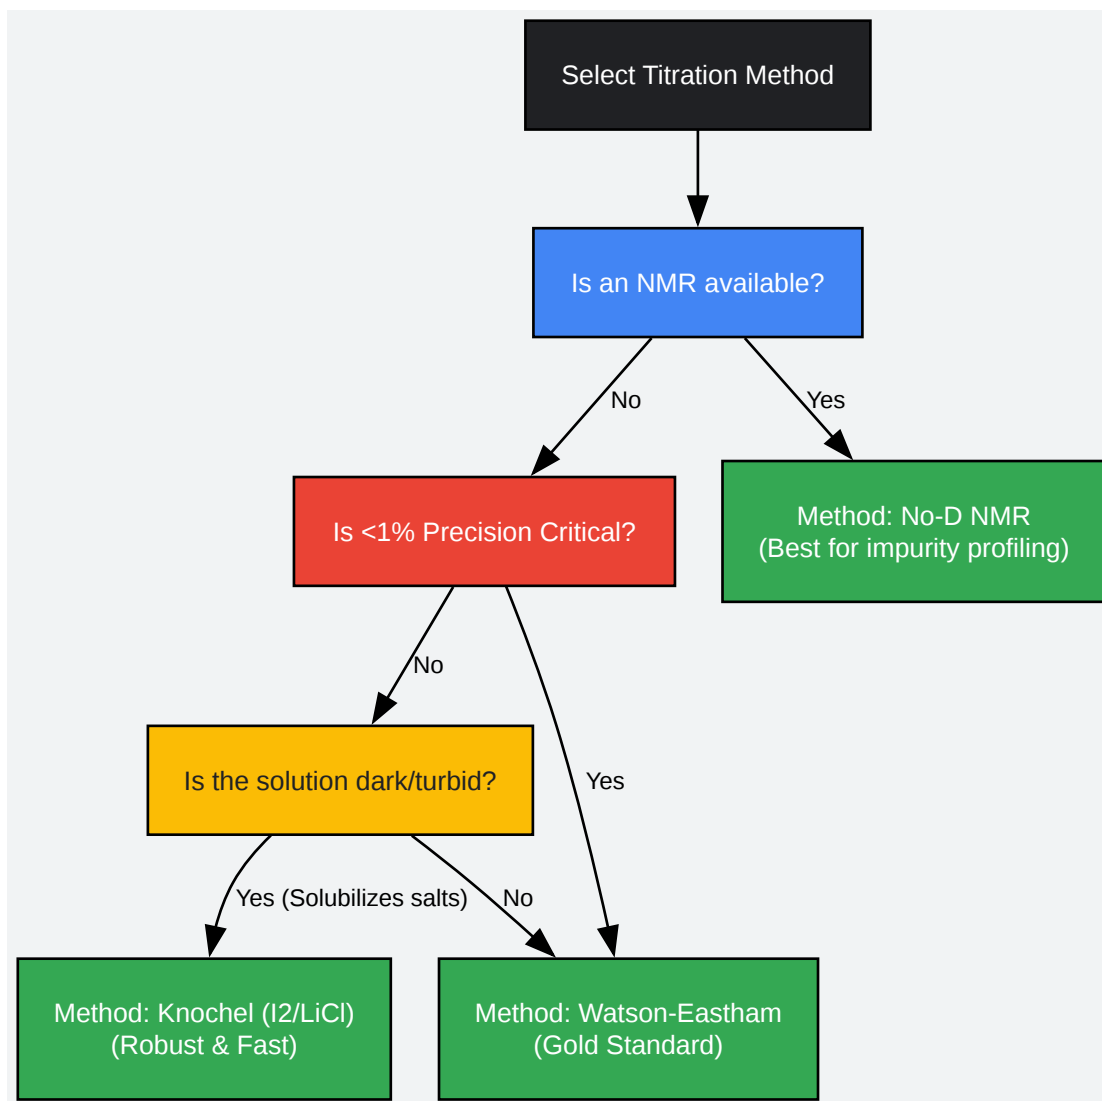 Select Titration Method
Is an NMR available?
No
Yes
Is <1% Precision Critical?
Method: No-D NMR
(Best for impurity profiling)
No
Yes
Is the solution dark/turbid?
Yes (Solubilizes salts)
No
Method: Knochel (I2/LiCl)
(Robust & Fast)
Method: Watson-Eastham
(Gold Standard)